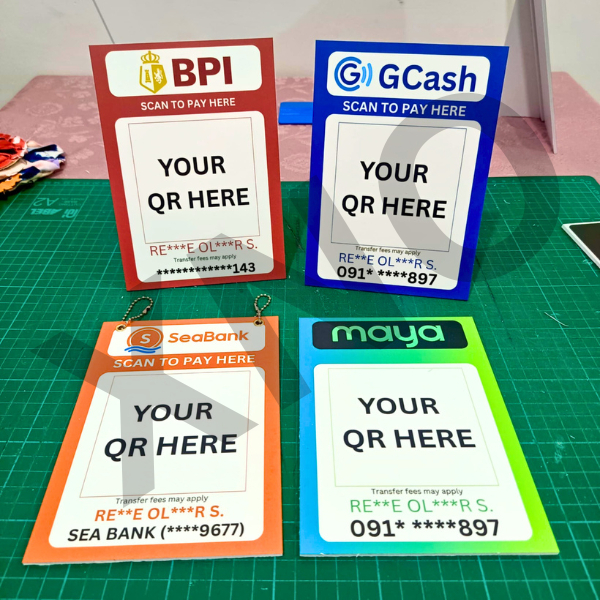 BPI
SCAN TO PAY HERE
YOUR
QR HERE
RE***E OL***R S.
Transfer fees may apply
************143
GCash
SCAN TO PAY HERE
YOUR
QR HERE
Transfer fees may apply
RE**E OL***R S.
091* ****897
S SeaBank
SCAN TO PAY HERE
YOUR
QR HERE
Transfer fees may apply
RE**E OL***R S.
SEA BANK (****9677)
maya
YOUR
QR HERE
Transfer fees may apply
RE**E OL***R S.
091* ****897
A2